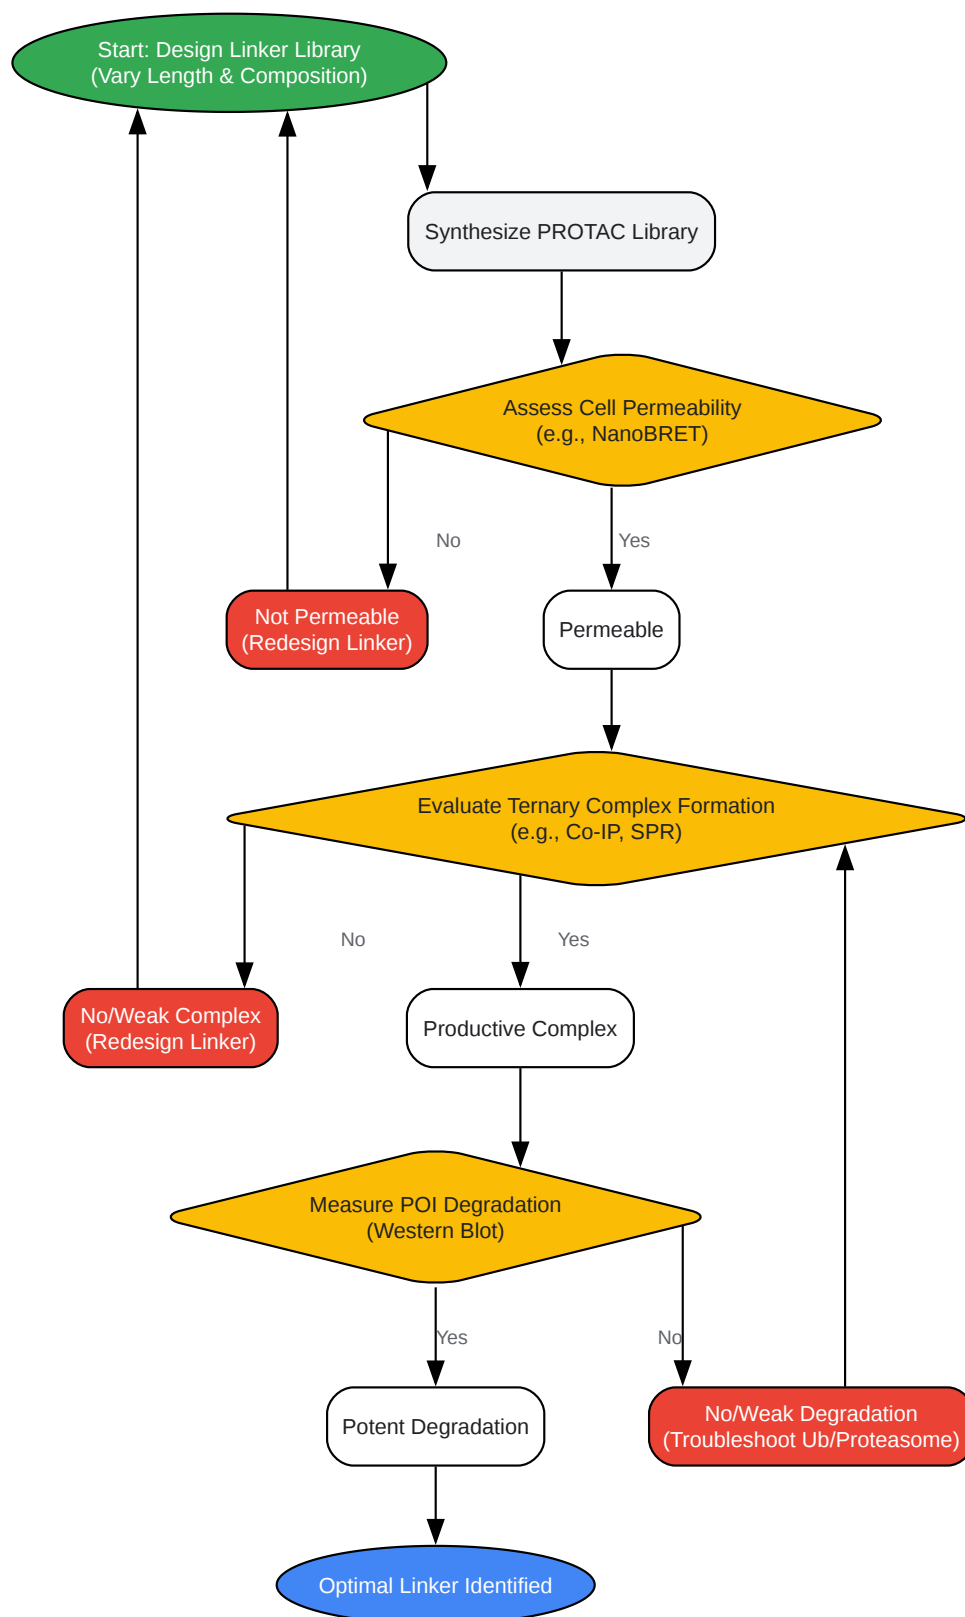 Start: Design Linker Library
(Vary Length & Composition)
Synthesize PROTAC Library
Assess Cell Permeability
(e.g., NanoBRET)
No
Yes
Not Permeable
(Redesign Linker)
Permeable
Evaluate Ternary Complex Formation
(e.g., Co-IP, SPR)
No
Yes
No/Weak Complex
(Redesign Linker)
Productive Complex
Measure POI Degradation
(Western Blot)
Yes
No
Potent Degradation
No/Weak Degradation
(Troubleshoot Ub/Proteasome)
Optimal Linker Identified